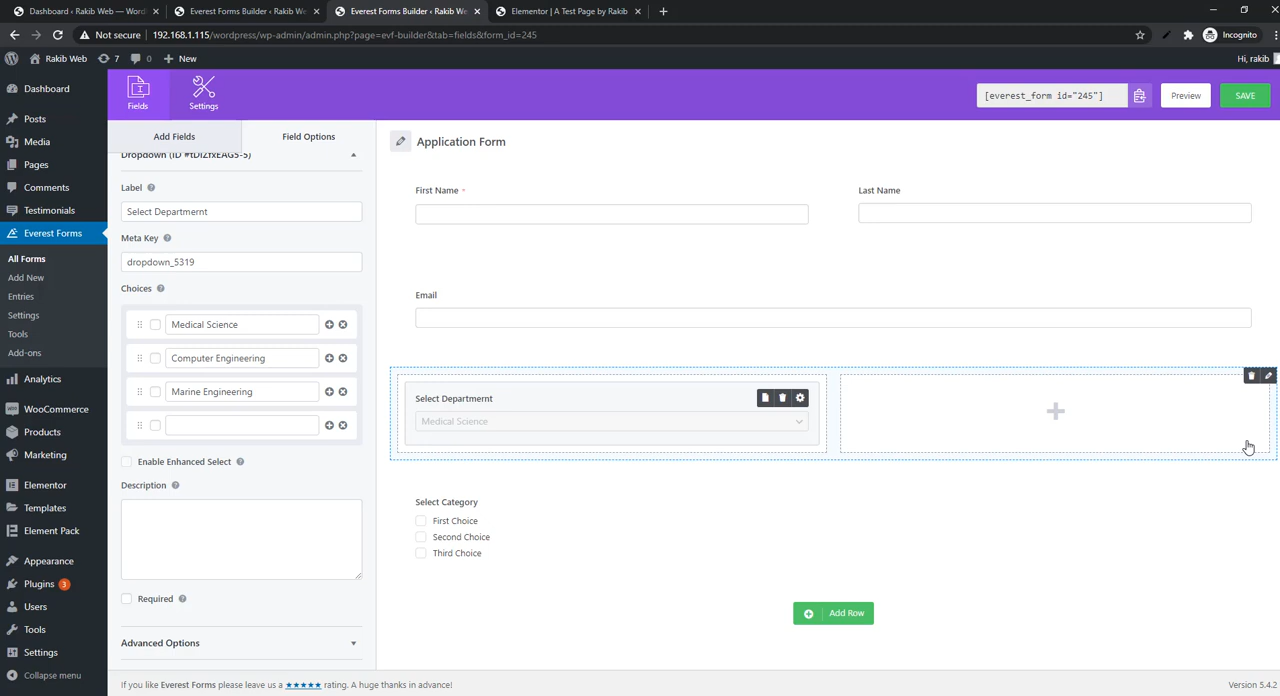 Dashboard ‹ Rakib Web — Word
Everest Forms Builder ‹ Rakib We
Everest Forms Builder ‹ Rakib We
Elementor | A Test Page by Rakib
Not secure | 192.168.1.115/wordpress/wp-admin/admin.php?page=evf-builder&tab=fields&form_id=245
Incognito
Rakib Web 7 0 New
Hi, rakib
Dashboard
Posts
Media
Pages
Comments
Testimonials
Everest Forms
All Forms
Add New
Entries
Settings
Tools
Add-ons
Analytics
WooCommerce
Products
Marketing
Elementor
Templates
Element Pack
Appearance
Plugins 3
Users
Tools
Settings
Collapse menu
Fields
Settings
[everest_form id="245"]
Preview
SAVE
Add Fields
Field Options
Dropdown (ID #tDIZfxEAG5-5)
Label
Select Departmernt
Meta Key
dropdown_5319
Choices
Medical Science
Computer Engineering
Marine Engineering
Enable Enhanced Select
Description
Required
Advanced Options
Application Form
First Name *
Last Name
Email
Select Departmernt
Medical Science
Select Category
First Choice
Second Choice
Third Choice
Add Row
If you like Everest Forms please leave us a ★★★★★ rating. A huge thanks in advance!
Version 5.4.2